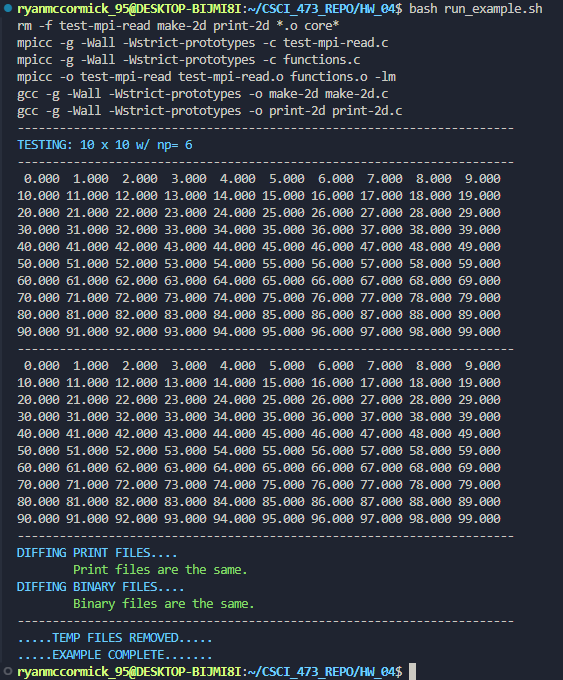 ryanmccormick_95@DESKTOP-BIJMI8I:~/CSCI_473_REPO/HW_04$ bash run_example.sh
rm -f test-mpi-read make-2d print-2d *.o core*
mpicc -g -Wall -Wstrict-prototypes -c test-mpi-read.c
mpicc -g -Wall -Wstrict-prototypes -c functions.c
mpicc -o test-mpi-read test-mpi-read.o functions.o -lm
gcc -g -Wall -Wstrict-prototypes -o make-2d make-2d.c
gcc -g -Wall -Wstrict-prototypes -o print-2d print-2d.c
-----------------------------------------------------------------------
TESTING: 10 x 10 w/ np= 6
-----------------------------------------------------------------------
 0.000  1.000  2.000  3.000  4.000  5.000  6.000  7.000  8.000  9.000
10.000 11.000 12.000 13.000 14.000 15.000 16.000 17.000 18.000 19.000
20.000 21.000 22.000 23.000 24.000 25.000 26.000 27.000 28.000 29.000
30.000 31.000 32.000 33.000 34.000 35.000 36.000 37.000 38.000 39.000
40.000 41.000 42.000 43.000 44.000 45.000 46.000 47.000 48.000 49.000
50.000 51.000 52.000 53.000 54.000 55.000 56.000 57.000 58.000 59.000
60.000 61.000 62.000 63.000 64.000 65.000 66.000 67.000 68.000 69.000
70.000 71.000 72.000 73.000 74.000 75.000 76.000 77.000 78.000 79.000
80.000 81.000 82.000 83.000 84.000 85.000 86.000 87.000 88.000 89.000
90.000 91.000 92.000 93.000 94.000 95.000 96.000 97.000 98.000 99.000
-----------------------------------------------------------------------
 0.000  1.000  2.000  3.000  4.000  5.000  6.000  7.000  8.000  9.000
10.000 11.000 12.000 13.000 14.000 15.000 16.000 17.000 18.000 19.000
20.000 21.000 22.000 23.000 24.000 25.000 26.000 27.000 28.000 29.000
30.000 31.000 32.000 33.000 34.000 35.000 36.000 37.000 38.000 39.000
40.000 41.000 42.000 43.000 44.000 45.000 46.000 47.000 48.000 49.000
50.000 51.000 52.000 53.000 54.000 55.000 56.000 57.000 58.000 59.000
60.000 61.000 62.000 63.000 64.000 65.000 66.000 67.000 68.000 69.000
70.000 71.000 72.000 73.000 74.000 75.000 76.000 77.000 78.000 79.000
80.000 81.000 82.000 83.000 84.000 85.000 86.000 87.000 88.000 89.000
90.000 91.000 92.000 93.000 94.000 95.000 96.000 97.000 98.000 99.000
-----------------------------------------------------------------------
DIFFING PRINT FILES....
        Print files are the same.
DIFFING BINARY FILES....
        Binary files are the same.
-----------------------------------------------------------------------
.....TEMP FILES REMOVED.....
.....EXAMPLE COMPLETE.......
ryanmccormick_95@DESKTOP-BIJMI8I:~/CSCI_473_REPO/HW_04$